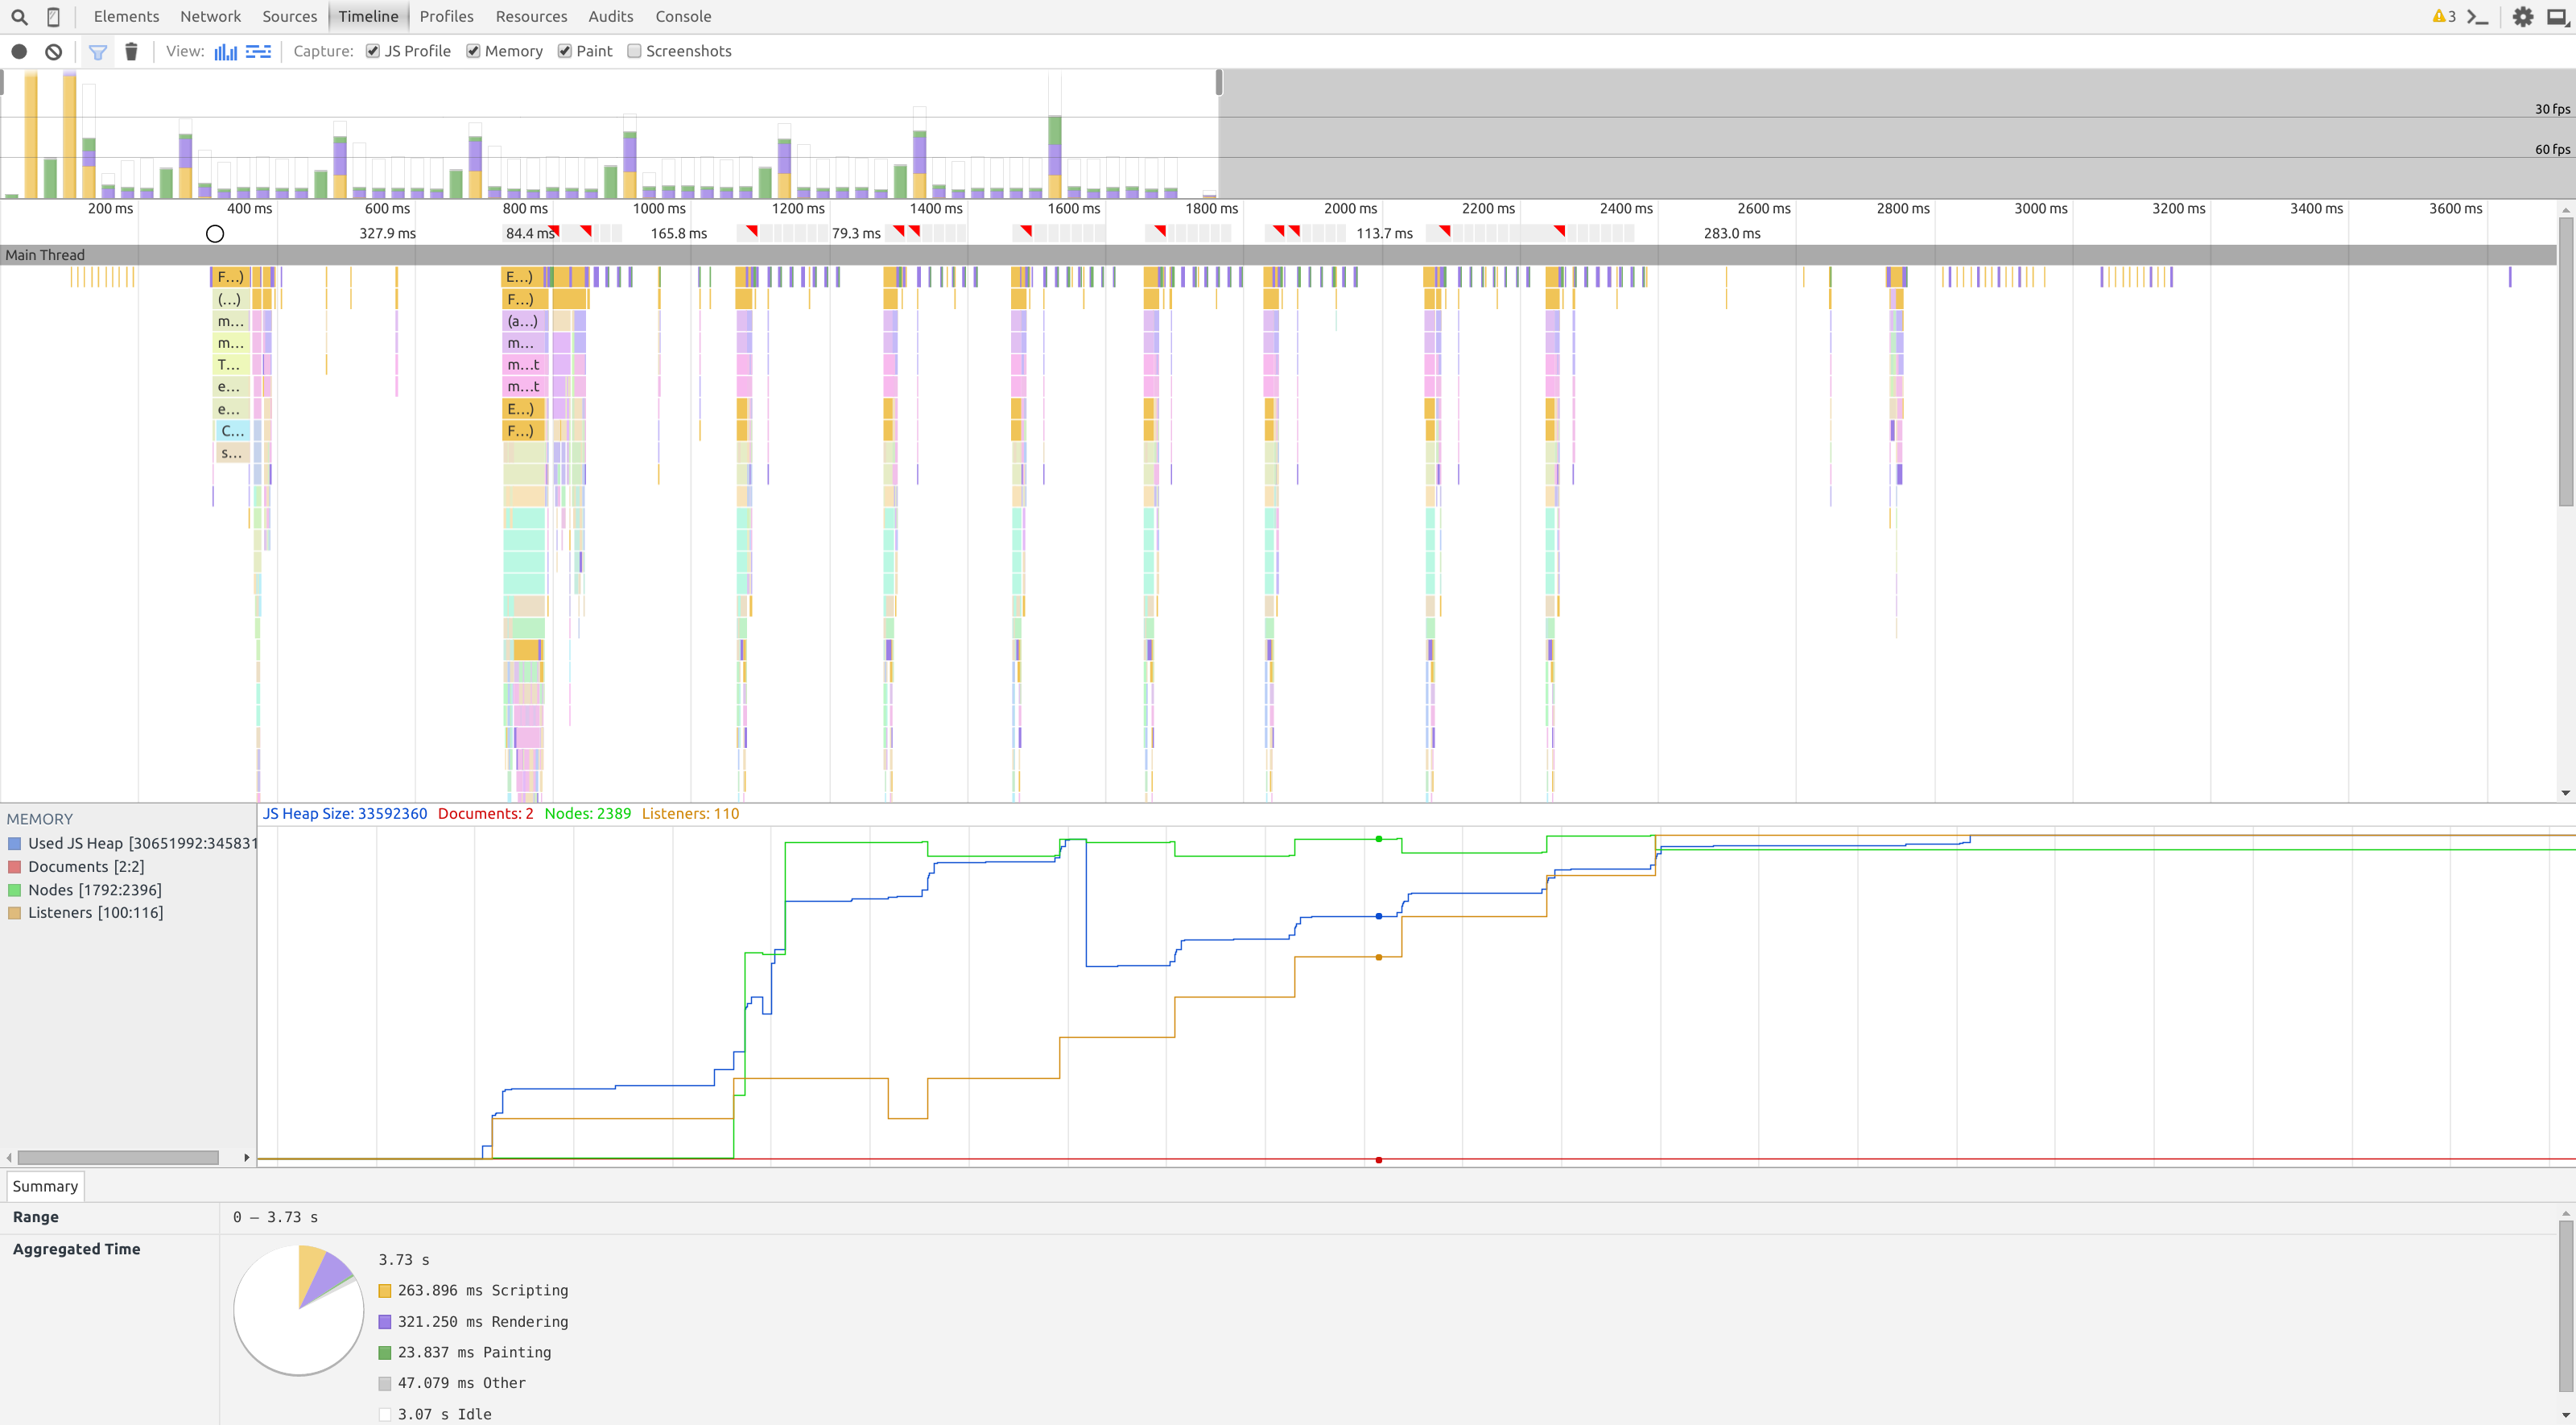 Elements Network Sources Timeline Profiles Resources Audits Console 3
View: Capture: JS Profile Memory Paint Screenshots
30 fps
60 fps
200 ms 400 ms 600 ms 800 ms 1000 ms 1200 ms 1400 ms 1600 ms 1800 ms 2000 ms 2200 ms 2400 ms 2600 ms 2800 ms 3000 ms 3200 ms 3400 ms 3600 ms
327.9 ms 84.4 ms 165.8 ms 79.3 ms 113.7 ms 283.0 ms
Main Thread
F...) E...)
(...) F...)
m... (a...)
m... m...
T... m...t
e... m...t
e... E...)
C... F...)
s...
MEMORY JS Heap Size: 33592360 Documents: 2 Nodes: 2389 Listeners: 110
Used JS Heap [30651992:345831
Documents [2:2]
Nodes [1792:2396]
Listeners [100:116]
Summary
Range 0 – 3.73 s
Aggregated Time
3.73 s
263.896 ms Scripting
321.250 ms Rendering
23.837 ms Painting
47.079 ms Other
3.07 s Idle